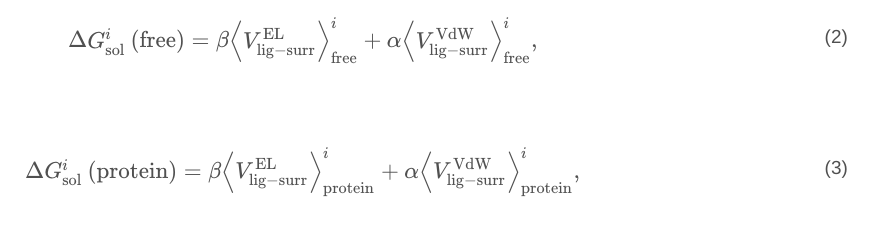 ΔG^i_sol (free) = β⟨V^EL_lig−surr⟩^i_free + α⟨V^VdW_lig−surr⟩^i_free, (2)
ΔG^i_sol (protein) = β⟨V^EL_lig−surr⟩^i_protein + α⟨V^VdW_lig−surr⟩^i_protein, (3)